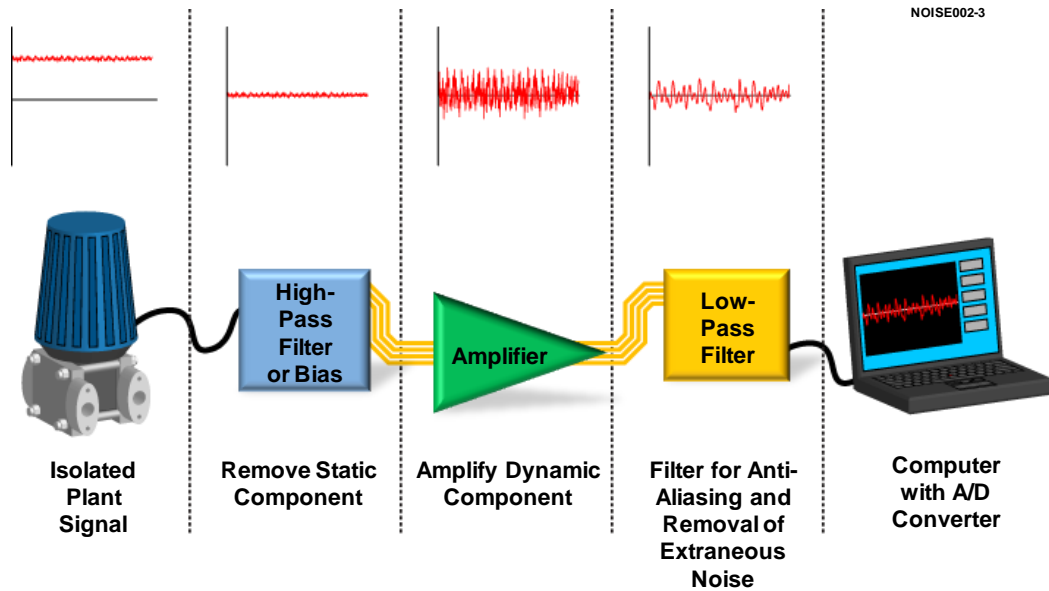 NOISE002-3
High-
Pass
Filter
or Bias
Amplifier
Low-
Pass
Filter
Isolated
Plant
Signal
Remove Static
Component
Amplify Dynamic
Component
Filter for Anti-
Aliasing and
Removal of
Extraneous
Noise
Computer
with A/D
Converter